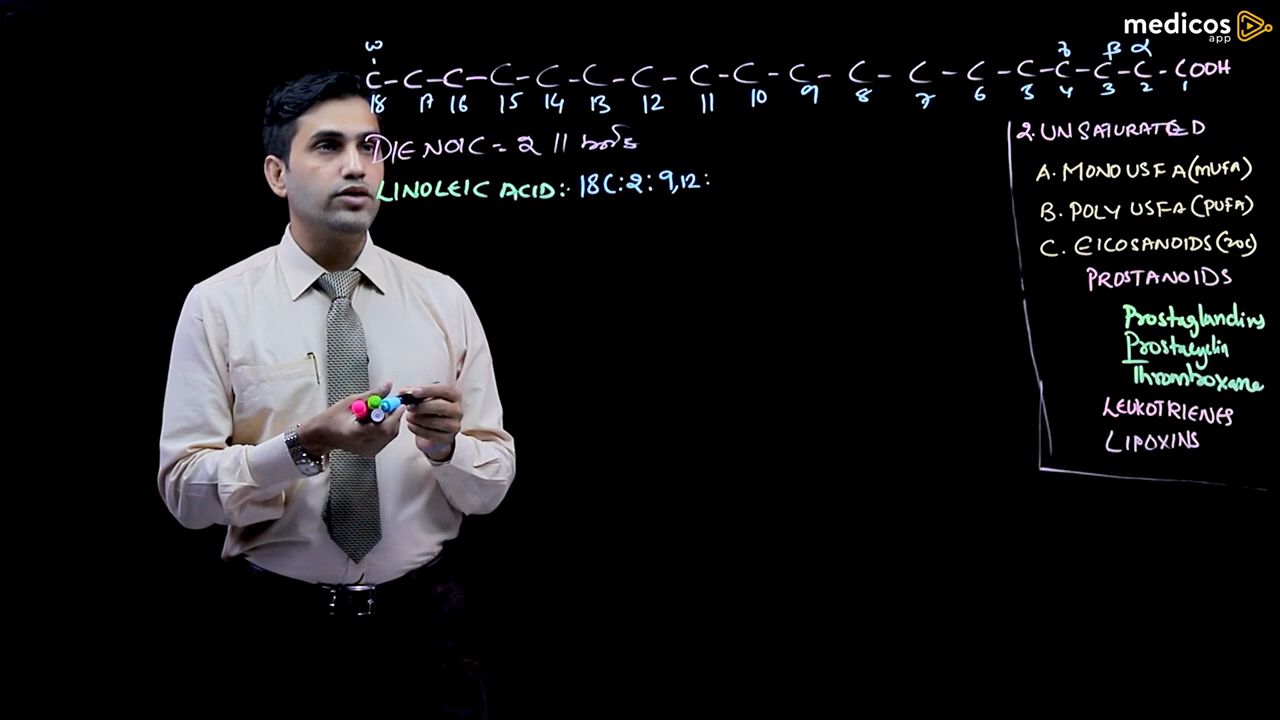 medicos
app
ω γ β α
C-C-C-C-C-C-C-C-C-C-C-C-C-C-C-C-C-COOH
18 17 16 15 14 13 12 11 10 9 8 7 6 5 4 3 2 1
DIENOIC = 2 ||
LINOLEIC ACID:- 18C:2:9,12:
2. UNSATURATED
A. MONO USFA (MUFA)
B. POLY USFA (PUFA)
C. EICOSANOIDS (20C)
PROSTANOIDS
Prostaglandins
Prostacyclin
Thromboxane
LEUKOTRIENES
LIPOXINS